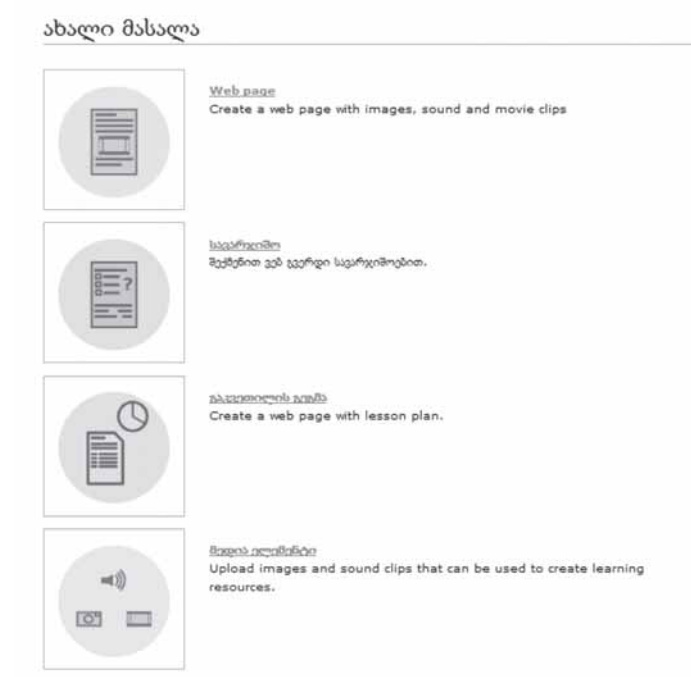 ახალი მასალა
Web page
Create a web page with images, sound and movie clips
სავარჯიშო
შექმენით ვებ გვერდი სავარჯიშოებით.
გაკვეთილის გეგმა
Create a web page with lesson plan.
მედია ელემენტი
Upload images and sound clips that can be used to create learning
resources.